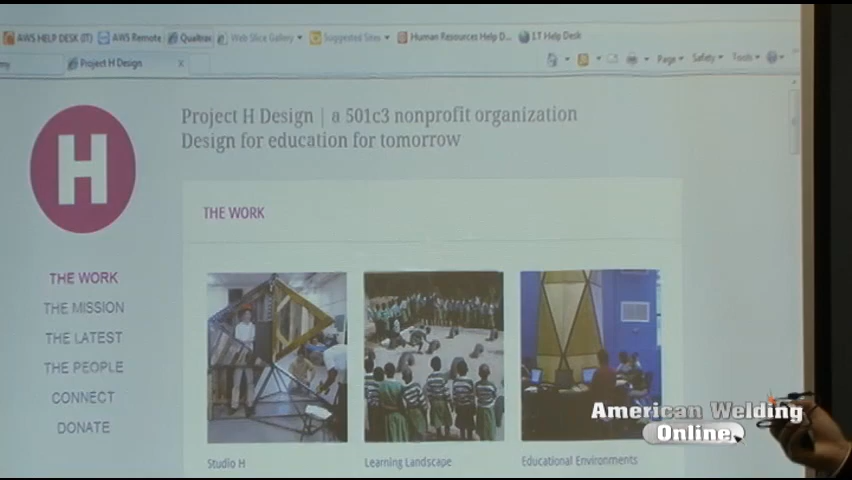 AWS HELP DESK (IT)
AWS Remote
Qualtrax
Web Slice Gallery
Suggested Sites
Human Resources Help D...
I.T Help Desk
my
Project H Design
X
Page
Safety
Tools
H
Project H Design | a 501c3 nonprofit organization
Design for education for tomorrow
THE WORK
THE WORK
THE MISSION
THE LATEST
THE PEOPLE
CONNECT
DONATE
Studio H
Learning Landscape
Educational Environments
American Welding
Online